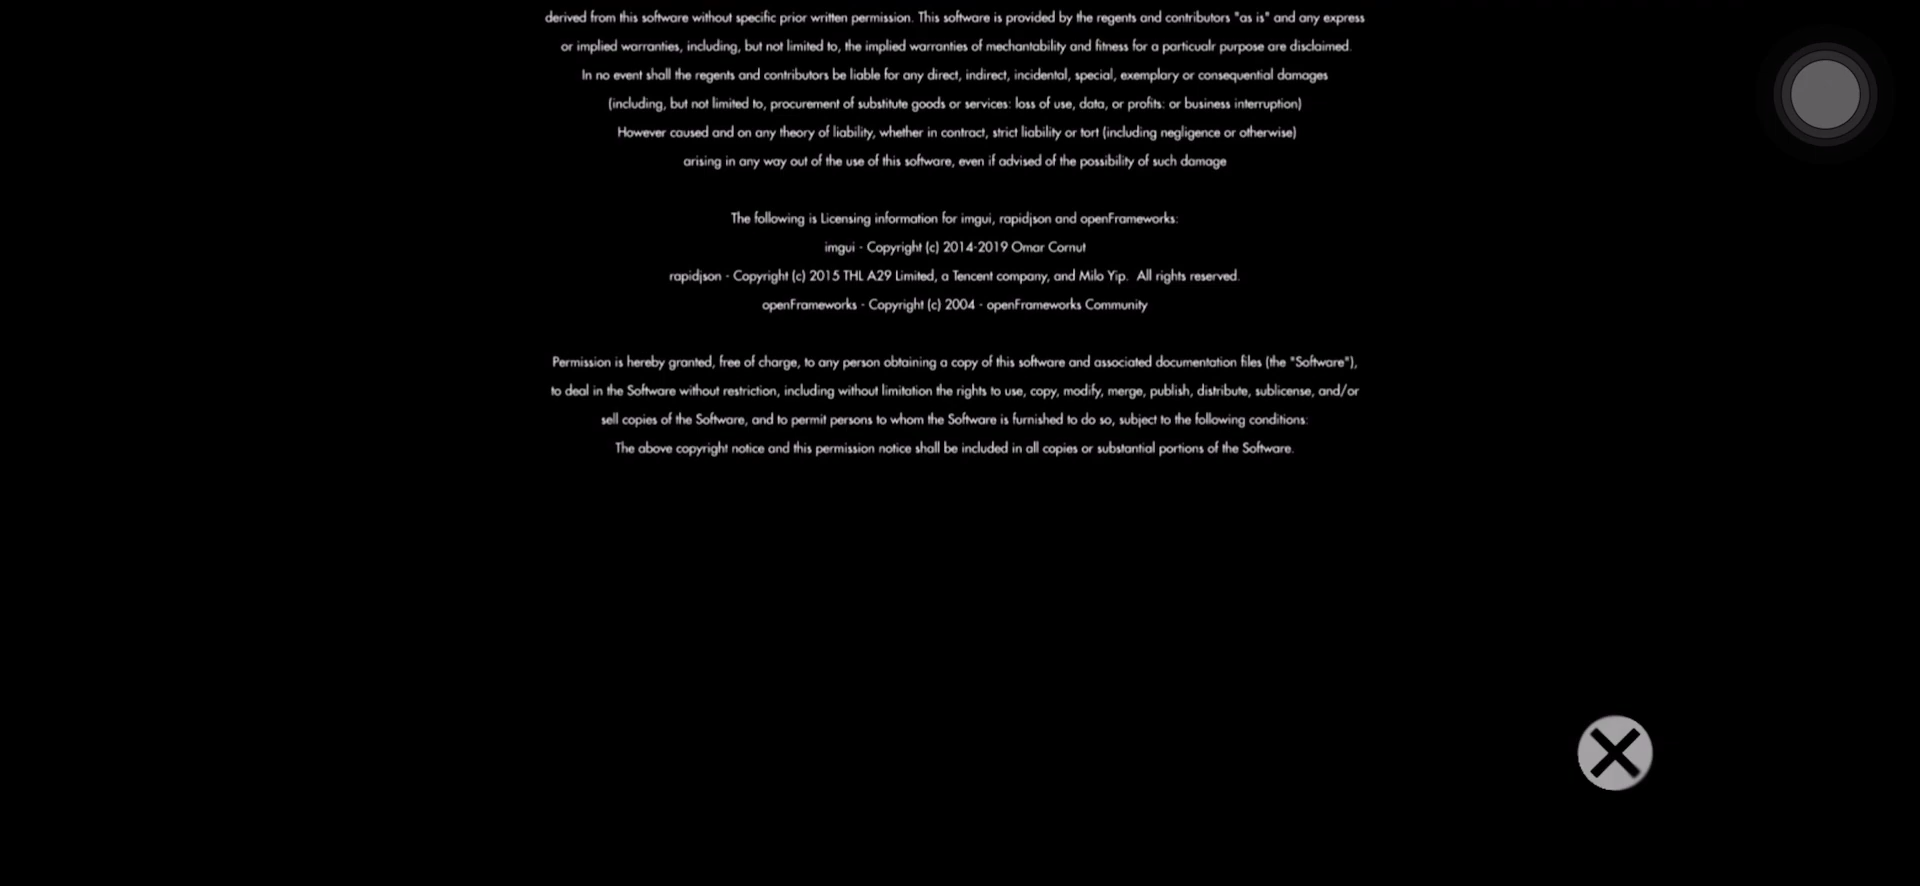 derived from this software without specific prior written permission. This software is provided by the regents and contributors "as is" and any express
or implied warranties, including, but not limited to, the implied warranties of mechantability and fitness for a particualr purpose are disclaimed.
In no event shall the regents and contributors be liable for any direct, indirect, incidental, special, exemplary or consequential damages
(including, but not limited to, procurement of substitute goods or services: loss of use, data, or profits: or business interruption)
However caused and on any theory of liability, whether in contract, strict liability or tort (including negligence or otherwise)
arising in any way out of the use of this software, even if advised of the possibility of such damage
The following is Licensing information for imgui, rapidjson and openFrameworks:
imgui - Copyright (c) 2014-2019 Omar Cornut
rapidjson - Copyright (c) 2015 THL A29 Limited, a Tencent company, and Milo Yip.  All rights reserved.
openFrameworks - Copyright (c) 2004 - openFrameworks Community
Permission is hereby granted, free of charge, to any person obtaining a copy of this software and associated documentation files (the "Software"),
to deal in the Software without restriction, including without limitation the rights to use, copy, modify, merge, publish, distribute, sublicense, and/or
sell copies of the Software, and to permit persons to whom the Software is furnished to do so, subject to the following conditions:
The above copyright notice and this permission notice shall be included in all copies or substantial portions of the Software.